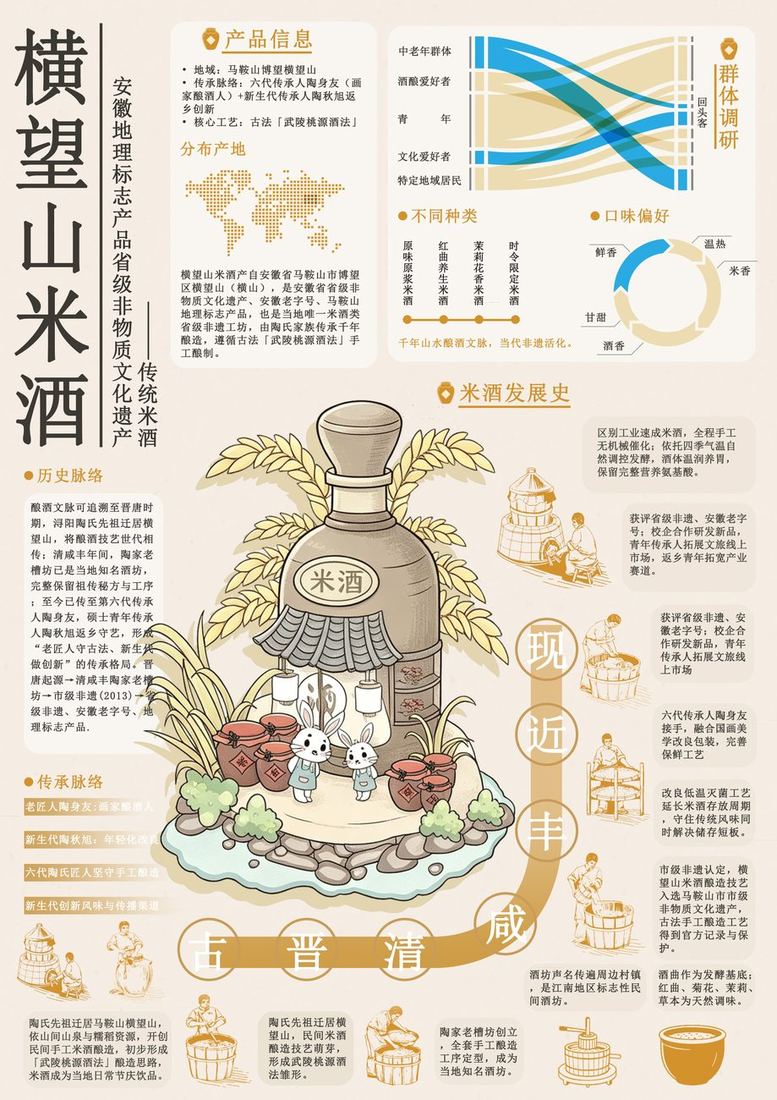 横望山米酒
安徽地理标志产品省级非物质文化遗产
——传统米酒
产品信息
• 地域：马鞍山博望横望山
• 传承脉络：六代传承人陶身友（画
家酿酒人）+新生代传承人陶秋旭返
乡创新
• 核心工艺：古法「武陵桃源酒法」
分布产地
横望山米酒产自安徽省马鞍山市博望
区横望山（横山），是安徽省省级非
物质文化遗产、安徽老字号、马鞍山
地理标志产品，也是当地唯一米酒类
省级非遗工坊，由陶氏家族传承千年
酿造，遵循古法「武陵桃源酒法」手
工酿制。
群体调研
中老年群体
酒酿爱好者
青 年
文化爱好者
特定地域居民
回头客
不同种类
原味原浆米酒
红曲养生米酒
茉莉花香米酒
时令限定米酒
千年山水酿酒文脉，当代非遗活化。
口味偏好
鲜香
温热
米香
甘甜
酒香
米酒发展史
历史脉络
酿酒文脉可追溯至晋唐时
期，浔阳陶氏先祖迁居横
望山，将酿酒技艺世代相
传；清咸丰年间，陶家老
槽坊已是当地知名酒坊，
完整保留祖传秘方与工序
；至今已传至第六代传承
人陶身友，硕士青年传承
人陶秋旭返乡守艺，形成
“老匠人守古法、新生代
做创新”的传承格局。晋
唐起源→清咸丰陶家老槽
坊→市级非遗(2013)→省
级非遗、安徽老字号、地
理标志产品.
传承脉络
老匠人陶身友:画家酿酒人
新生代陶秋旭：年轻化改良
六代陶氏匠人坚守手工酿造
新生代创新风味与传播渠道
米酒
酒
区别工业速成米酒，全程手工
无机械催化；依托四季气温自
然调控发酵，酒体温润养胃，
保留完整营养氨基酸。
获评省级非遗、安徽老字
号；校企合作研发新品，
青年传承人拓展文旅线上
市场，返乡青年拓宽产业
赛道。
获评省级非遗、安
徽老字号；校企合
作研发新品，青年
传承人拓展文旅线
上市场
六代传承人陶身友
接手，融合国画美
学改良包装，完善
保鲜工艺
改良低温灭菌工艺
延长米酒存放周期
，守住传统风味同
时解决储存短板。
市级非遗认定，横
望山米酒酿造技艺
入选马鞍山市市级
非物质文化遗产，
古法手工酿造工艺
得到官方记录与保
护。
现
近
丰
咸
清
晋
古
酒坊声名传遍周边村镇
，是江南地区标志性民
间酒坊。
酒曲作为发酵基底；
红曲、菊花、茉莉、
草本为天然调味。
陶氏先祖迁居马鞍山横望山，
依山间山泉与糯稻资源，开创
民间手工米酒酿造，初步形成
「武陵桃源酒法」酿造思路，
米酒成为当地日常节庆饮品。
陶氏先祖迁居横
望山，民间米酒
酿造技艺萌芽，
形成武陵桃源酒
法雏形。
陶家老槽坊创立
，全套手工酿造
工序定型，成为
当地知名酒坊。